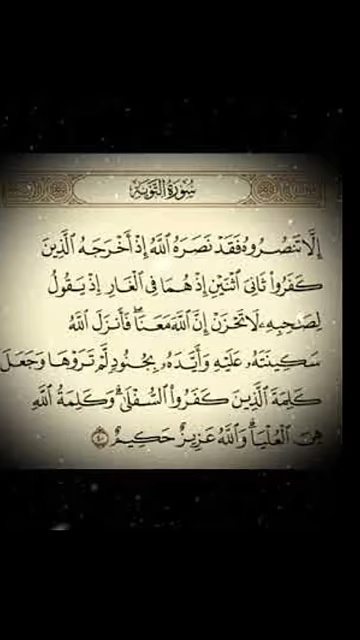 سُورَةُ التَّوْبَةِ
إِلَّا تَنصُرُوهُ فَقَدْ نَصَرَهُ ٱللَّهُ إِذْ أَخْرَجَهُ ٱلَّذِينَ
كَفَرُوا۟ ثَانِىَ ٱثْنَيْنِ إِذْ هُمَا فِى ٱلْغَارِ إِذْ يَقُولُ
لِصَـٰحِبِهِۦ لَا تَحْزَنْ إِنَّ ٱللَّهَ مَعَنَا ۖ فَأَنزَلَ ٱللَّهُ
سَكِينَتَهُۥ عَلَيْهِ وَأَيَّدَهُۥ بِجُنُودٍ لَّمْ تَرَوْهَا وَجَعَلَ
كَلِمَةَ ٱلَّذِينَ كَفَرُوا۟ ٱلسُّفْلَىٰ ۗ وَكَلِمَةُ ٱللَّهِ
هِىَ ٱلْعُلْيَا ۗ وَٱللَّهُ عَزِيزٌ حَكِيمٌ ٤٠